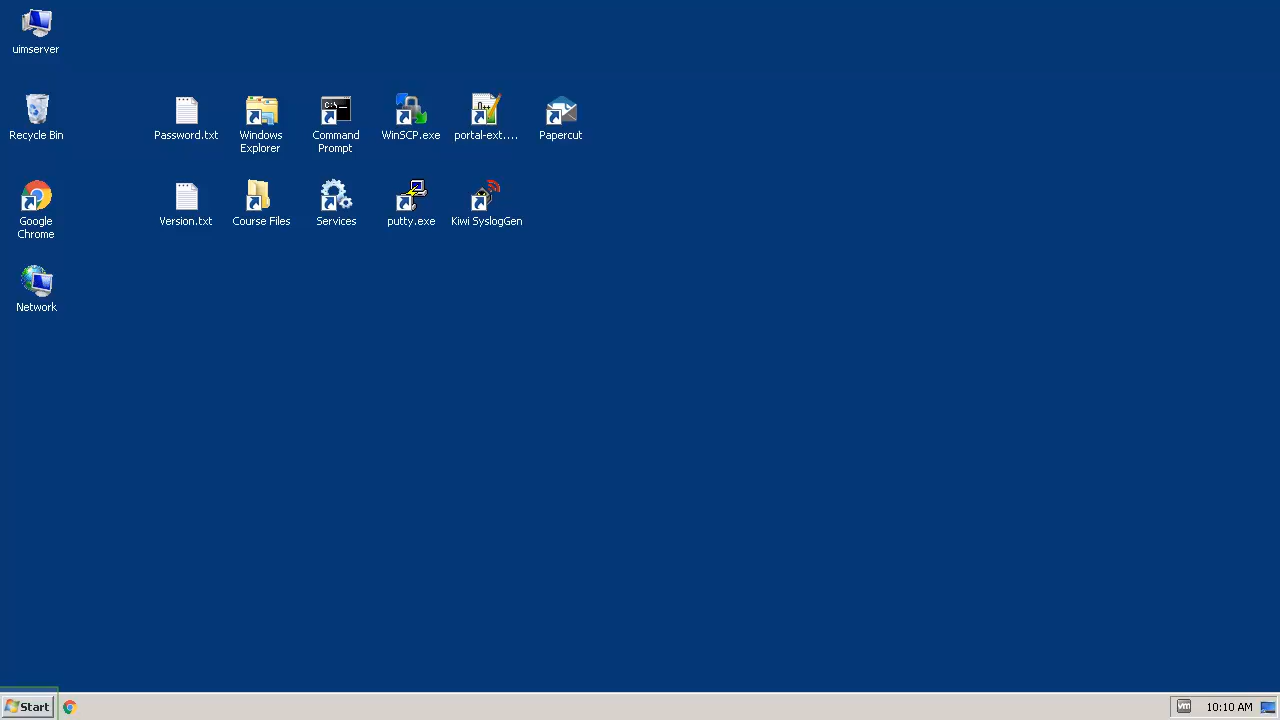 uimserver
Recycle Bin
Password.txt
Windows
Explorer
Command
Prompt
WinSCP.exe
portal-ext....
Papercut
Google
Chrome
Version.txt
Course Files
Services
putty.exe
Kiwi SyslogGen
Network
Start
vm
10:10 AM